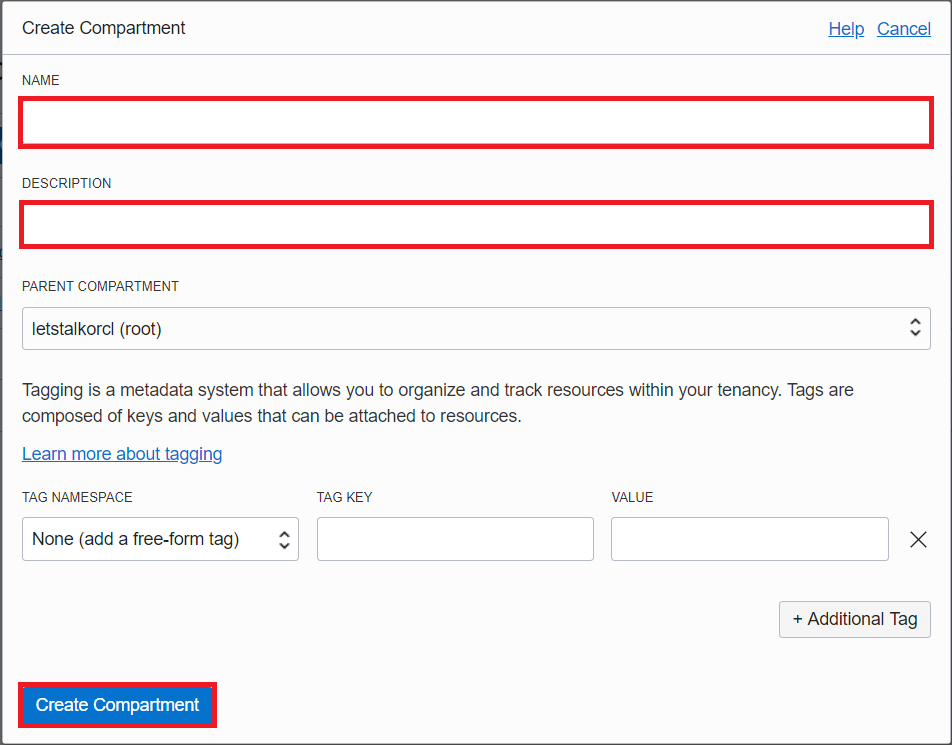 Create Compartment
Help Cancel
NAME
DESCRIPTION
PARENT COMPARTMENT
letstalkorcl (root)
Tagging is a metadata system that allows you to organize and track resources within your tenancy. Tags are
composed of keys and values that can be attached to resources.
Learn more about tagging
TAG NAMESPACE TAG KEY VALUE
None (add a free-form tag)
+ Additional Tag
Create Compartment